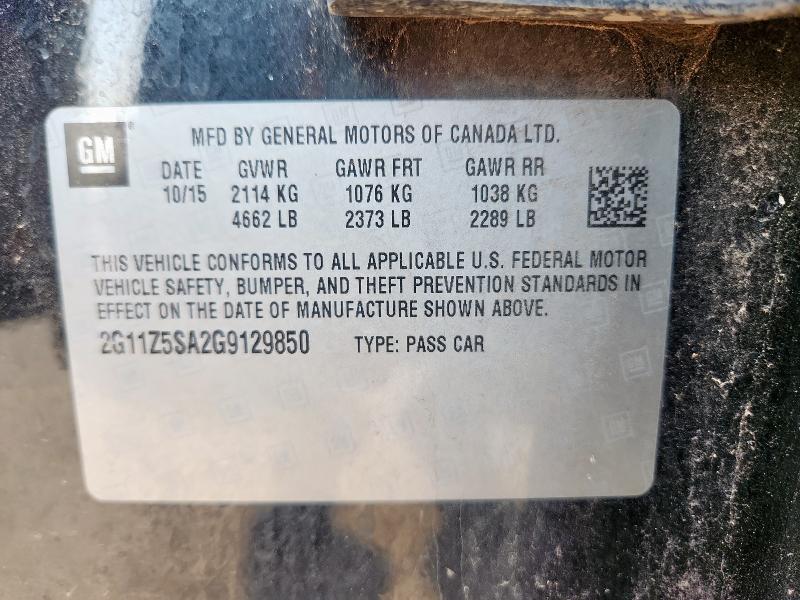 GM
MFD BY GENERAL MOTORS OF CANADA LTD.
DATE GVWR GAWR FRT GAWR RR
10/15 2114 KG 1076 KG 1038 KG
4662 LB 2373 LB 2289 LB
THIS VEHICLE CONFORMS TO ALL APPLICABLE U.S. FEDERAL MOTOR
VEHICLE SAFETY, BUMPER, AND THEFT PREVENTION STANDARDS IN
EFFECT ON THE DATE OF MANUFACTURE SHOWN ABOVE.
2G11Z5SA2G9129850 TYPE: PASS CAR